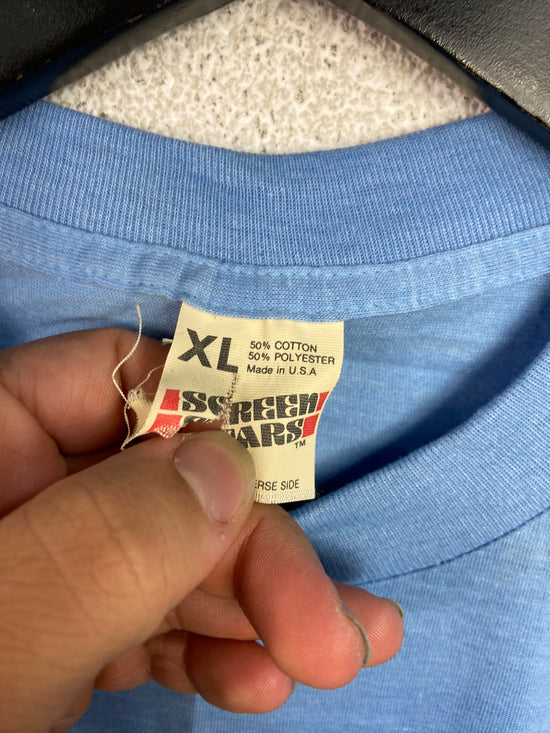 XL
50% COTTON
50% POLYESTER
Made in U.S.A
SCREEN
STARS
TM
ERSE SIDE